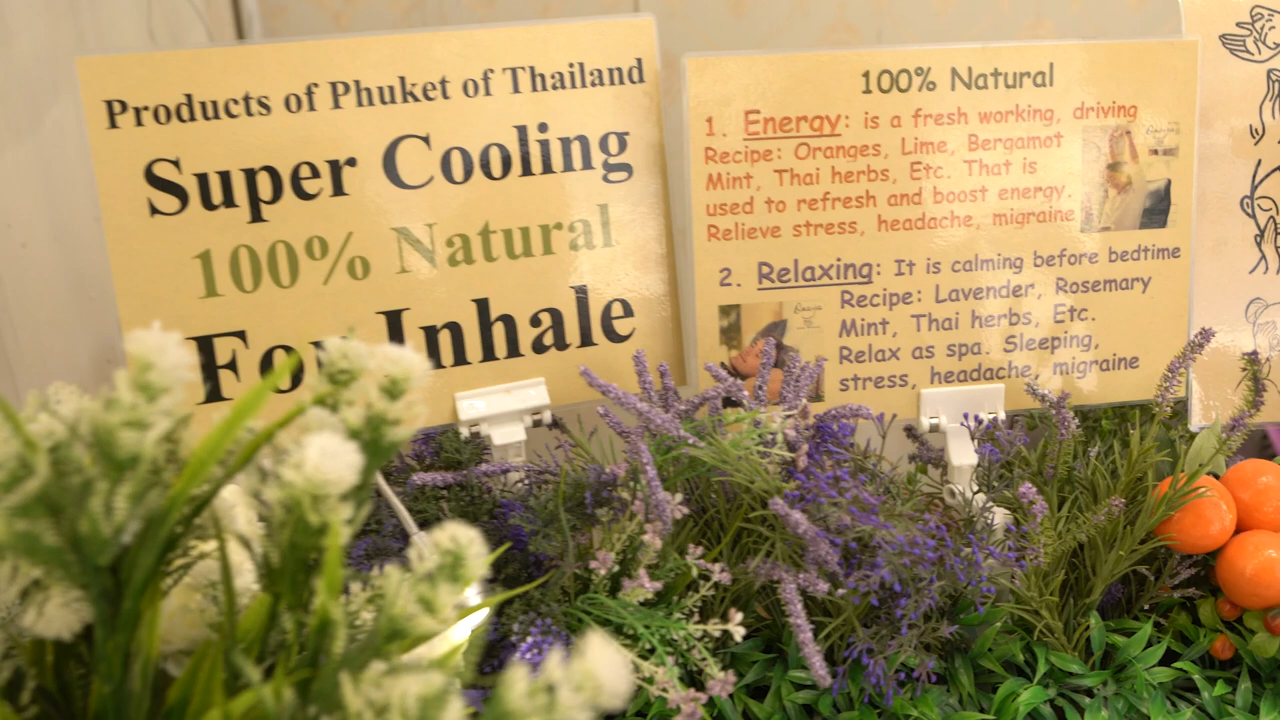 Products of Phuket of Thailand
Super Cooling
100% Natural
For Inhale
100% Natural
1. Energy: is a fresh working, driving
Recipe: Oranges, Lime, Bergamot
Mint, Thai herbs, Etc. That is
used to refresh and boost energy.
Relieve stress, headache, migraine
2. Relaxing: It is calming before bedtime
Recipe: Lavender, Rosemary
Mint, Thai herbs, Etc.
Relax as spa. Sleeping,
stress, headache, migraine